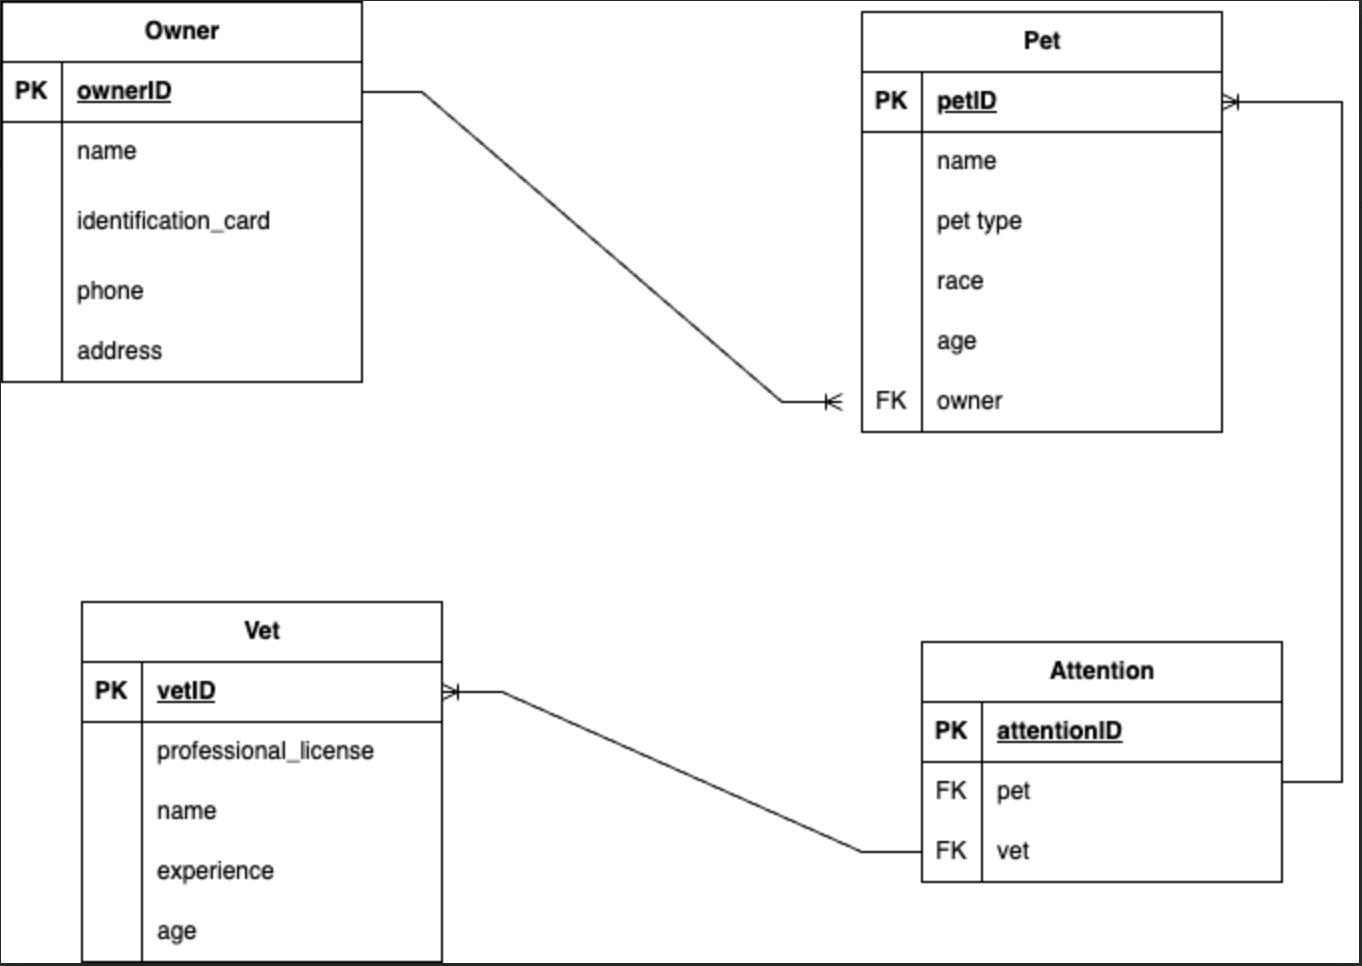 Owner
PK ownerID
name
identification_card
phone
address
Pet
PK petID
name
pet type
race
age
FK owner
Vet
PK vetID
professional_license
name
experience
age
Attention
PK attentionID
FK pet
FK vet